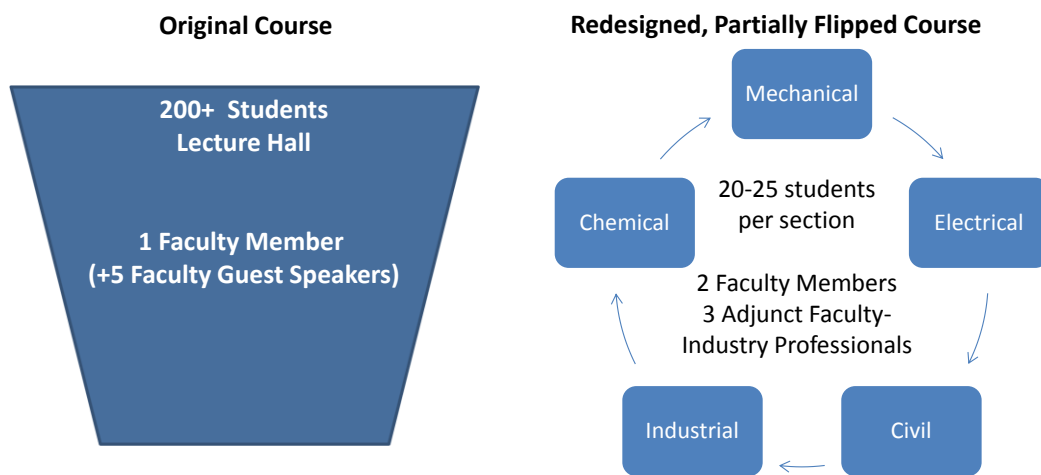 Original Course
200+ Students
Lecture Hall
1 Faculty Member
(+5 Faculty Guest Speakers)
Redesigned, Partially Flipped Course
Mechanical
Chemical
20-25 students
per section
Electrical
2 Faculty Members
3 Adjunct Faculty-
Industry Professionals
Industrial
Civil